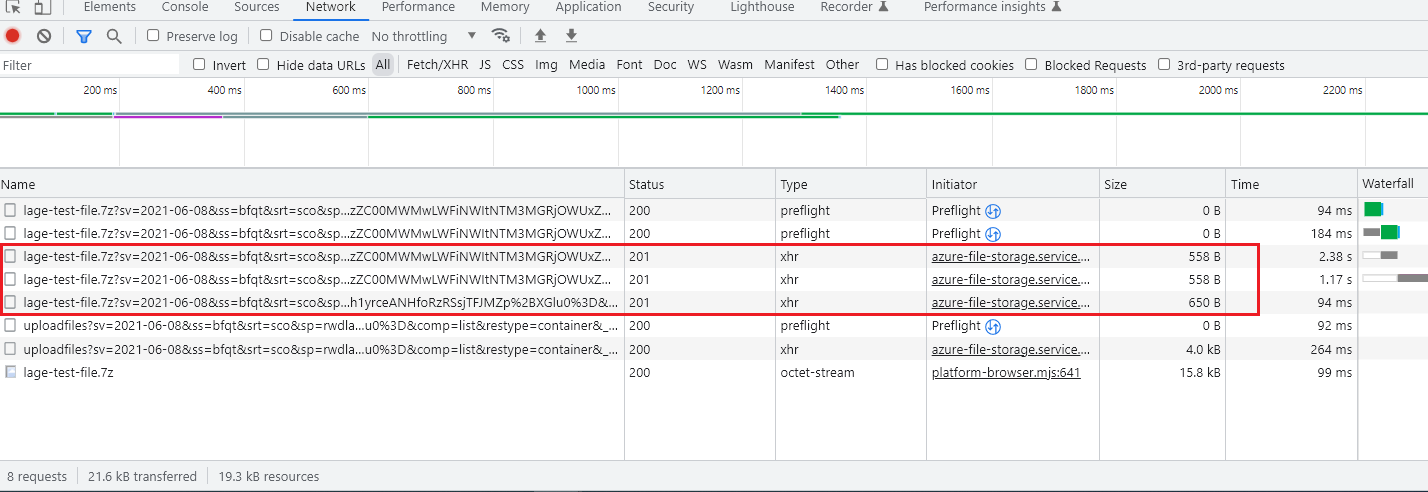 Elements Console Sources Network Performance Memory Application Security Lighthouse Recorder Performance insights
Preserve log Disable cache No throttling
Filter Invert Hide data URLs All Fetch/XHR JS CSS Img Media Font Doc WS Wasm Manifest Other Has blocked cookies Blocked Requests 3rd-party requests
200 ms 400 ms 600 ms 800 ms 1000 ms 1200 ms 1400 ms 1600 ms 1800 ms 2000 ms 2200 ms
Name Status Type Initiator Size Time Waterfall
lage-test-file.7z?sv=2021-06-08&ss=bfqt&srt=sco&sp...zZC00MWMwLWFiNWItNTM3MGRjOWUxZ... 200 preflight Preflight 0 B 94 ms
lage-test-file.7z?sv=2021-06-08&ss=bfqt&srt=sco&sp...zZC00MWMwLWFiNWItNTM3MGRjOWUxZ... 200 preflight Preflight 0 B 184 ms
lage-test-file.7z?sv=2021-06-08&ss=bfqt&srt=sco&sp...zZC00MWMwLWFiNWItNTM3MGRjOWUxZ... 201 xhr azure-file-storage.service.... 558 B 2.38 s
lage-test-file.7z?sv=2021-06-08&ss=bfqt&srt=sco&sp...zZC00MWMwLWFiNWItNTM3MGRjOWUxZ... 201 xhr azure-file-storage.service.... 558 B 1.17 s
lage-test-file.7z?sv=2021-06-08&ss=bfqt&srt=sco&sp...h1yrceANHfoRzRSsjTFJMZp%2BXGlu0%3D&... 201 xhr azure-file-storage.service.... 650 B 94 ms
uploadfiles?sv=2021-06-08&ss=bfqt&srt=sco&sp=rwdla...u0%3D&comp=list&restype=container&_... 200 preflight Preflight 0 B 92 ms
uploadfiles?sv=2021-06-08&ss=bfqt&srt=sco&sp=rwdla...u0%3D&comp=list&restype=container&_... 200 xhr azure-file-storage.service.... 4.0 kB 264 ms
lage-test-file.7z 200 octet-stream platform-browser.mjs:641 15.8 kB 99 ms
8 requests 21.6 kB transferred 19.3 kB resources